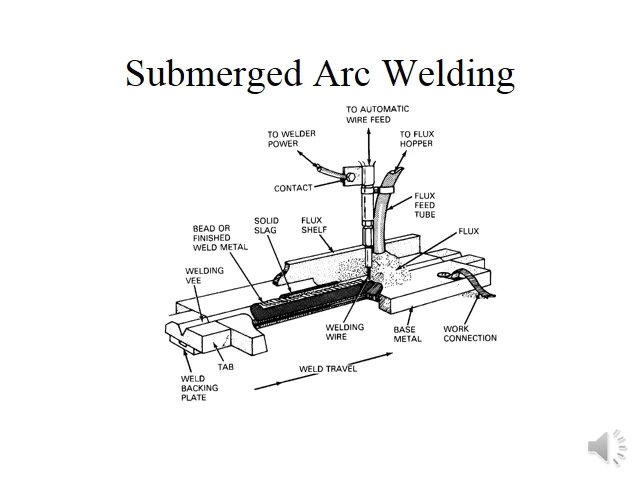 Submerged Arc Welding
TO AUTOMATIC
WIRE FEED
TO WELDER
POWER
TO FLUX
HOPPER
CONTACT
FLUX
FEED
TUBE
BEAD OR
FINISHED
WELD METAL
SOLID
SLAG
FLUX
SHELF
FLUX
WELDING
VEE
WELDING
WIRE
BASE
METAL
WORK
CONNECTION
TAB
WELD TRAVEL
WELD
BACKING
PLATE